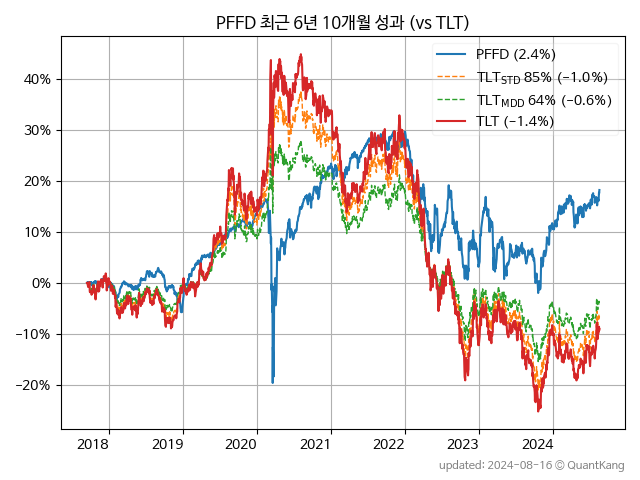 PFFD 최근 6년 10개월 성과 (vs TLT)
PFFD (2.4%)
TLT_STD 85% (−1.0%)
TLT_MDD 64% (−0.6%)
TLT (−1.4%)
40%
30%
20%
10%
0%
−10%
−20%
2018 2019 2020 2021 2022 2023 2024
updated: 2024-08-16 © QuantKang